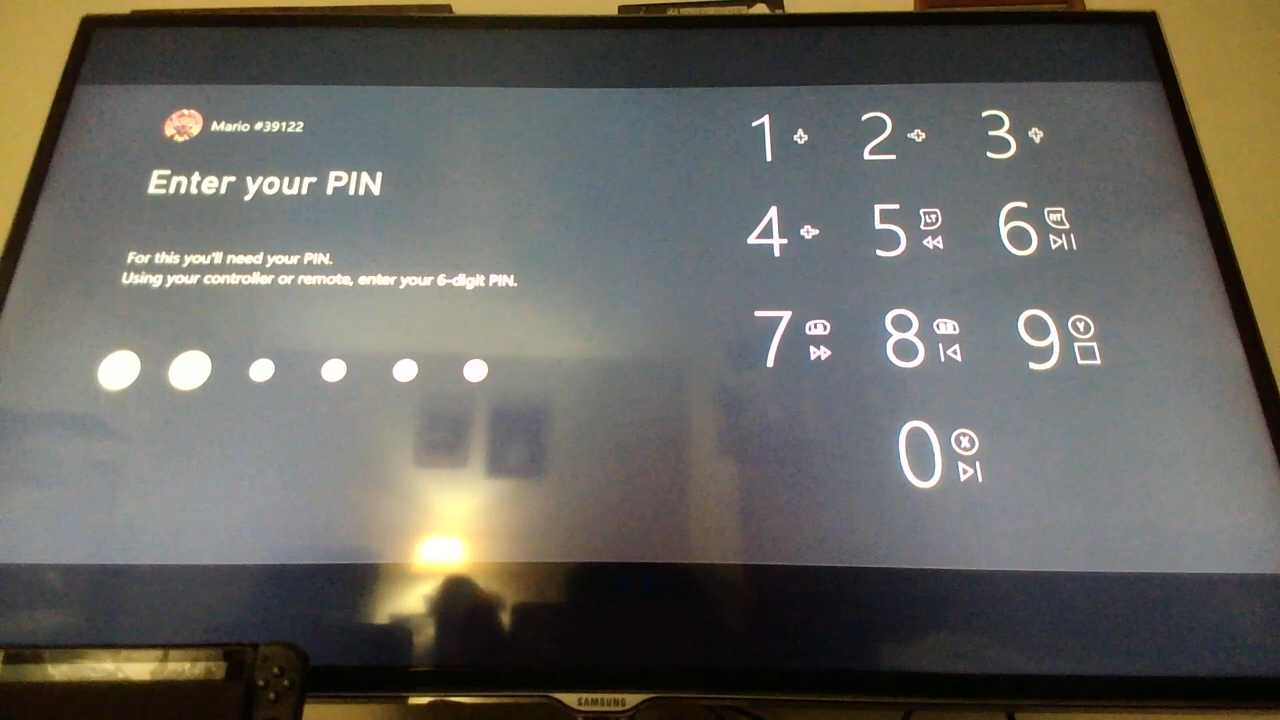 Mario #39122
Enter your PIN
For this you'll need your PIN.
Using your controller or remote, enter your 6-digit PIN.
1 2 3
4 5 LT 6 RT
7 LB 8 RB 9 Y
0 X
SAMSUNG